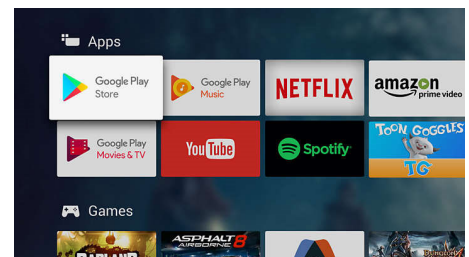 Apps
Google Play
Store
Google Play
Music
NETFLIX
amazon
prime video
Google Play
Movies & TV
YouTube
Spotify
TOON GOGGLES
TG
Games
BADLAND
ASPHALT 8
AIRBORNE